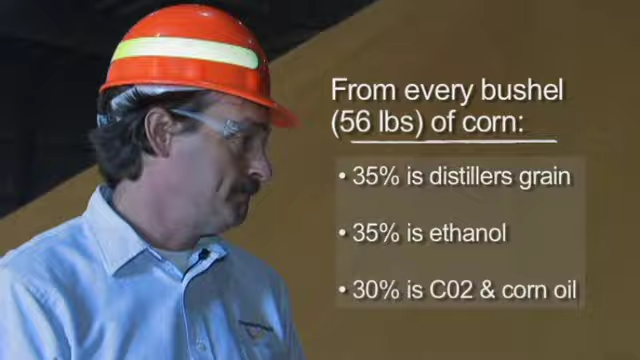 From every bushel
(56 lbs) of corn:
• 35% is distillers grain
• 35% is ethanol
• 30% is C02 & corn oil